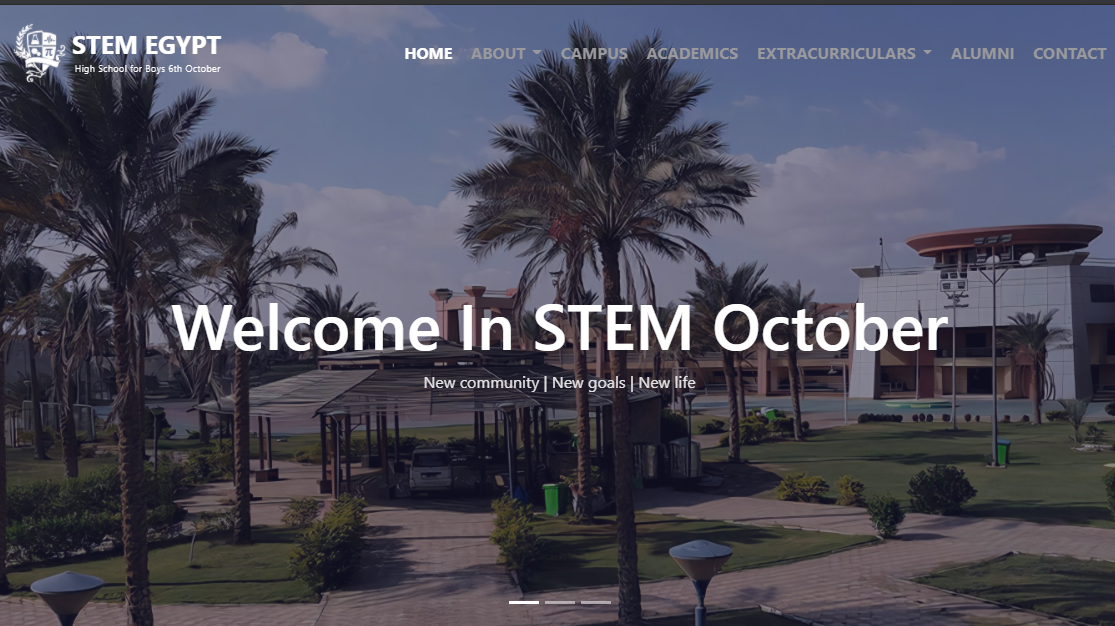 STEM EGYPT
High School for Boys 6th October
HOME ABOUT CAMPUS ACADEMICS EXTRACURRICULARS ALUMNI CONTACT
Welcome In STEM October
New community | New goals | New life